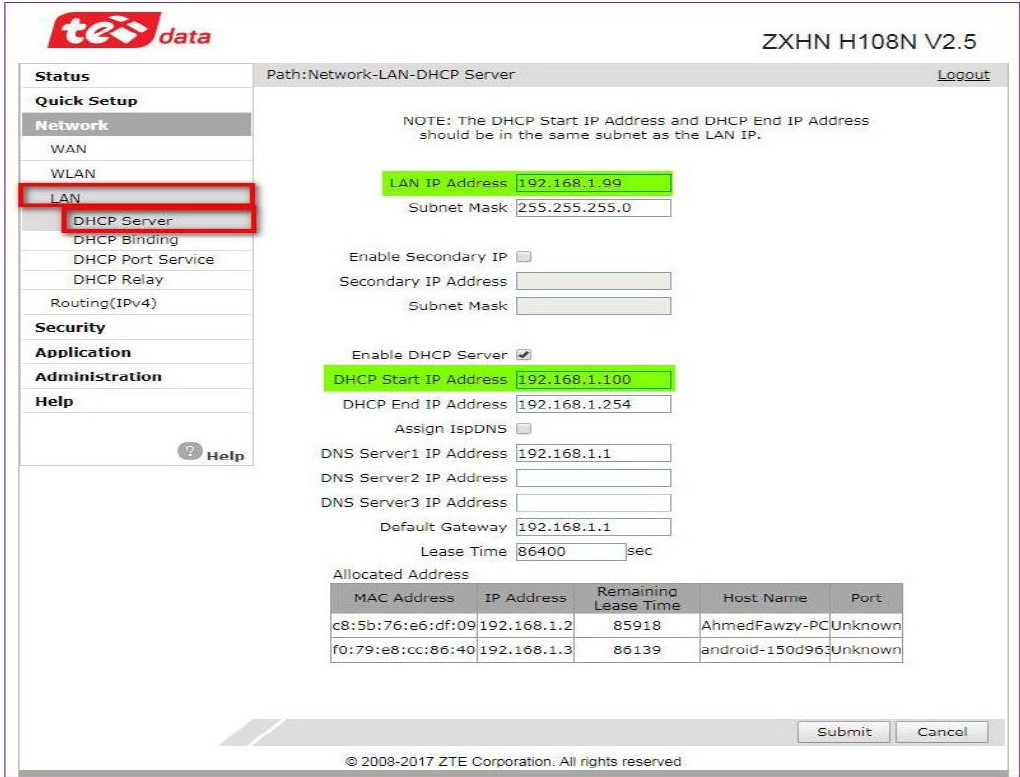 te data
ZXHN H108N V2.5
Status
Quick Setup
Network
WAN
WLAN
LAN
DHCP Server
DHCP Binding
DHCP Port Service
DHCP Relay
Routing(IPv4)
Security
Application
Administration
Help
? Help
Path:Network-LAN-DHCP Server
Logout
NOTE: The DHCP Start IP Address and DHCP End IP Address
should be in the same subnet as the LAN IP.
LAN IP Address 192.168.1.99
Subnet Mask 255.255.255.0
Enable Secondary IP
Secondary IP Address
Subnet Mask
Enable DHCP Server
DHCP Start IP Address 192.168.1.100
DHCP End IP Address 192.168.1.254
Assign IspDNS
DNS Server1 IP Address 192.168.1.1
DNS Server2 IP Address
DNS Server3 IP Address
Default Gateway 192.168.1.1
Lease Time 86400 sec
Allocated Address
MAC Address IP Address Remaining Lease Time Host Name Port
c8:5b:76:e6:df:09 192.168.1.2 85918 AhmedFawzy-PC Unknown
f0:79:e8:cc:86:40 192.168.1.3 86139 android-150d963 Unknown
Submit Cancel
© 2008-2017 ZTE Corporation. All rights reserved